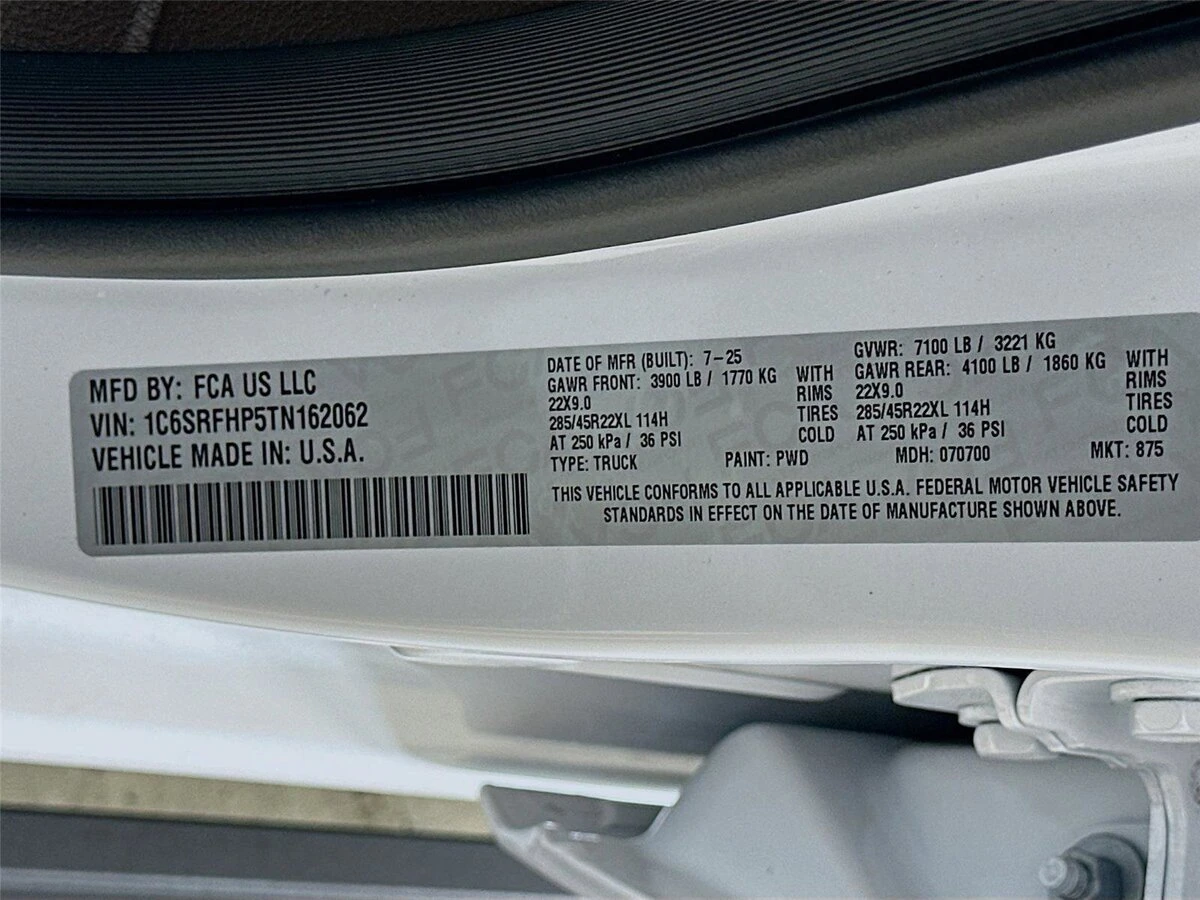 MFD BY: FCA US LLC
VIN: 1C6SRFHP5TN162062
VEHICLE MADE IN: U.S.A.
DATE OF MFR (BUILT): 7-25
GAWR FRONT: 3900 LB / 1770 KG WITH
22X9.0 RIMS
285/45R22XL 114H TIRES
AT 250 kPa / 36 PSI COLD
GVWR: 7100 LB / 3221 KG
GAWR REAR: 4100 LB / 1860 KG WITH
22X9.0 RIMS
285/45R22XL 114H TIRES
AT 250 kPa / 36 PSI COLD
TYPE: TRUCK PAINT: PWD MDH: 070700 MKT: 875
THIS VEHICLE CONFORMS TO ALL APPLICABLE U.S.A. FEDERAL MOTOR VEHICLE SAFETY
STANDARDS IN EFFECT ON THE DATE OF MANUFACTURE SHOWN ABOVE.